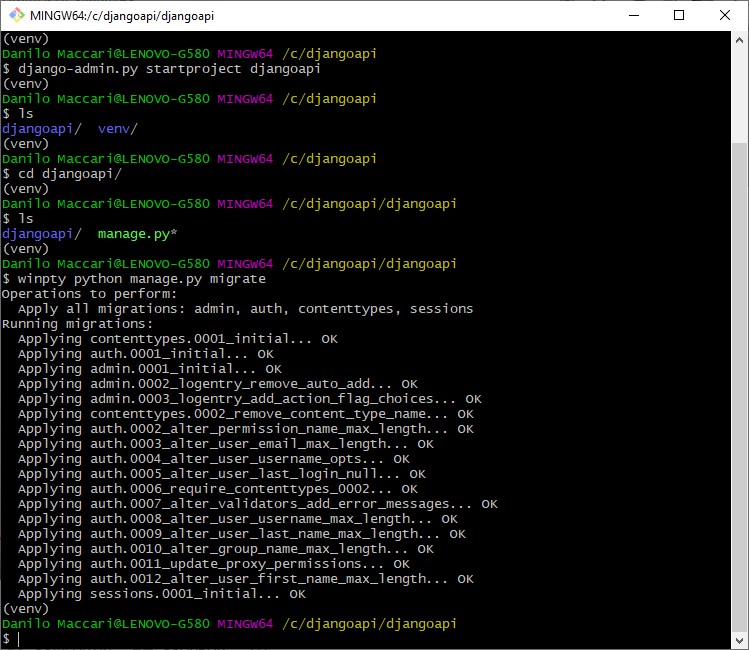 MINGW64:/c/djangoapi/djangoapi
(venv)
Danilo Maccari@LENOVO-G580 MINGW64 /c/djangoapi
$ django-admin.py startproject djangoapi
(venv)
Danilo Maccari@LENOVO-G580 MINGW64 /c/djangoapi
$ ls
djangoapi/  venv/
(venv)
Danilo Maccari@LENOVO-G580 MINGW64 /c/djangoapi
$ cd djangoapi/
(venv)
Danilo Maccari@LENOVO-G580 MINGW64 /c/djangoapi/djangoapi
$ ls
djangoapi/  manage.py*
(venv)
Danilo Maccari@LENOVO-G580 MINGW64 /c/djangoapi/djangoapi
$ winpty python manage.py migrate
Operations to perform:
  Apply all migrations: admin, auth, contenttypes, sessions
Running migrations:
  Applying contenttypes.0001_initial... OK
  Applying auth.0001_initial... OK
  Applying admin.0001_initial... OK
  Applying admin.0002_logentry_remove_auto_add... OK
  Applying admin.0003_logentry_add_action_flag_choices... OK
  Applying contenttypes.0002_remove_content_type_name... OK
  Applying auth.0002_alter_permission_name_max_length... OK
  Applying auth.0003_alter_user_email_max_length... OK
  Applying auth.0004_alter_user_username_opts... OK
  Applying auth.0005_alter_user_last_login_null... OK
  Applying auth.0006_require_contenttypes_0002... OK
  Applying auth.0007_alter_validators_add_error_messages... OK
  Applying auth.0008_alter_user_username_max_length... OK
  Applying auth.0009_alter_user_last_name_max_length... OK
  Applying auth.0010_alter_group_name_max_length... OK
  Applying auth.0011_update_proxy_permissions... OK
  Applying auth.0012_alter_user_first_name_max_length... OK
  Applying sessions.0001_initial... OK
(venv)
Danilo Maccari@LENOVO-G580 MINGW64 /c/djangoapi/djangoapi
$